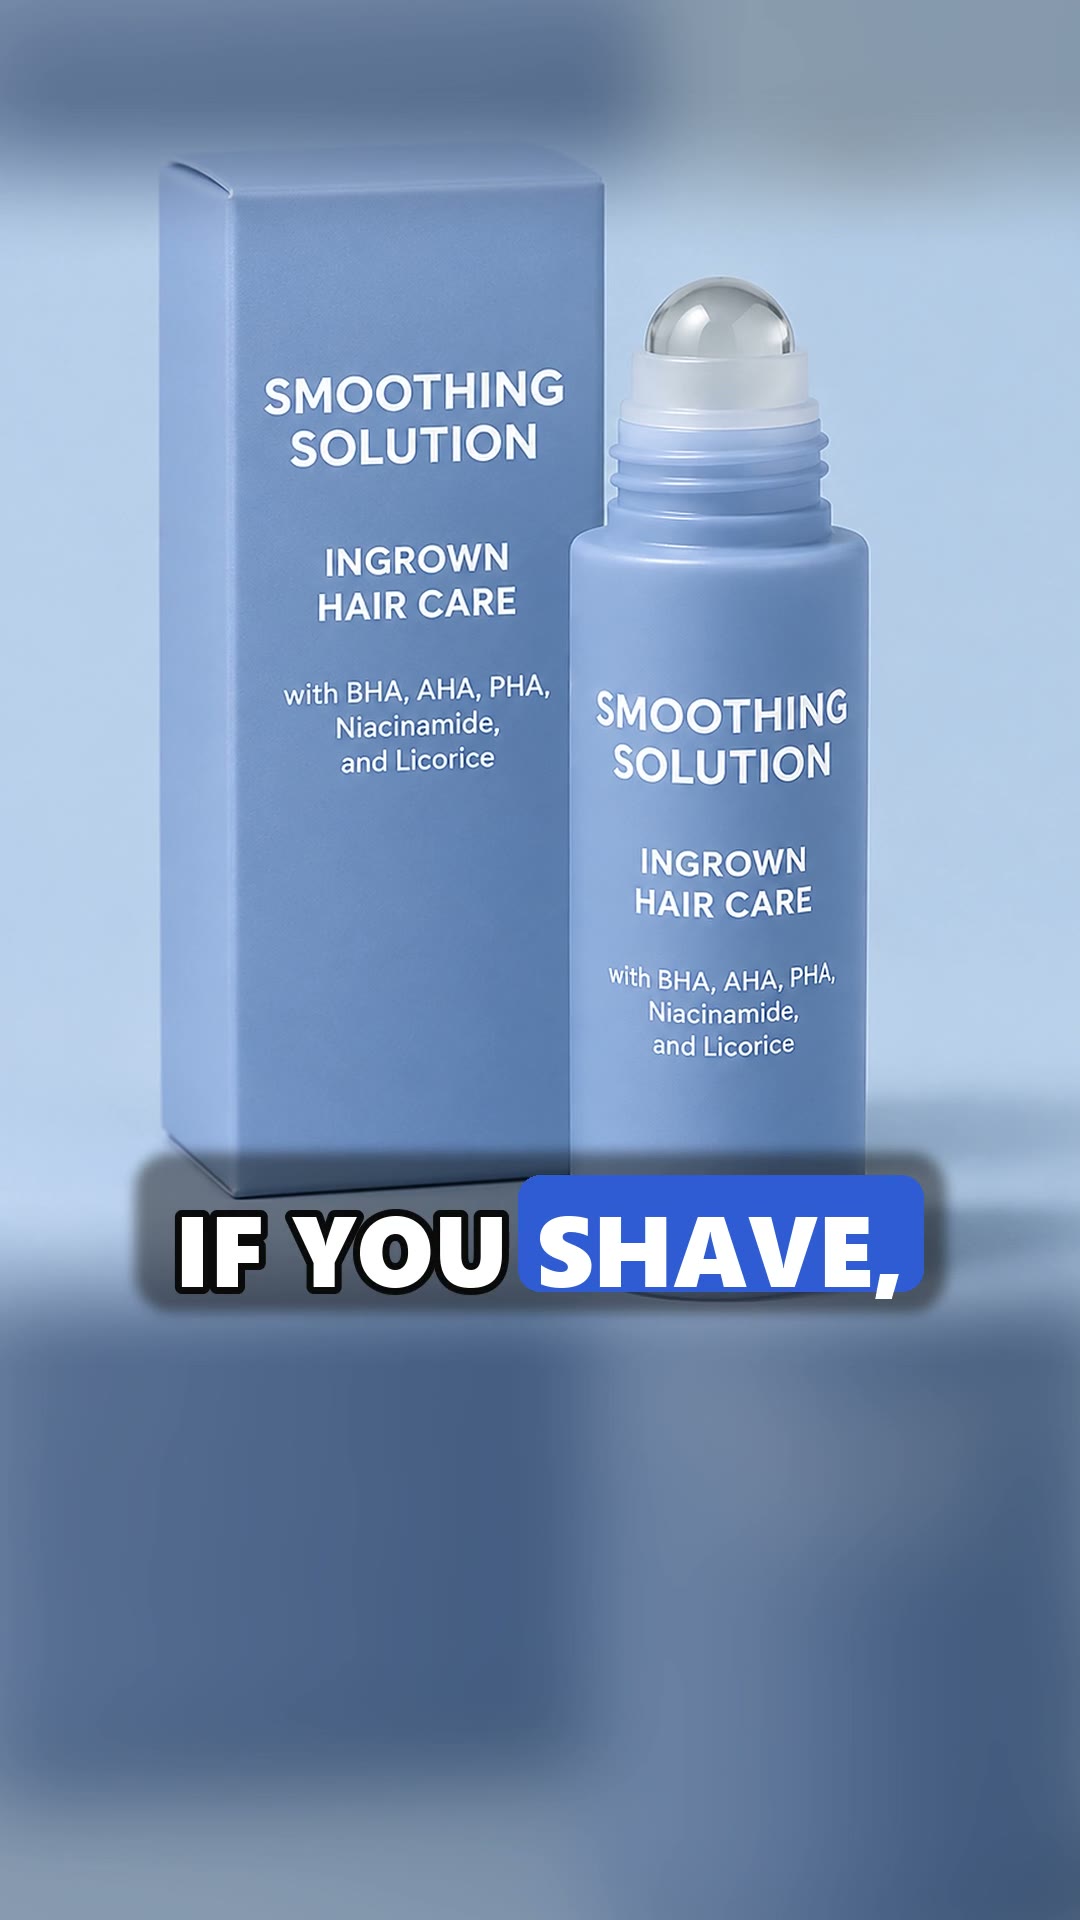 SMOOTHING
SOLUTION
INGROWN
HAIR CARE
with BHA, AHA, PHA,
Niacinamide,
and Licorice
SMOOTHING
SOLUTION
INGROWN
HAIR CARE
with BHA, AHA, PHA,
Niacinamide,
and Licorice
IF YOU SHAVE,